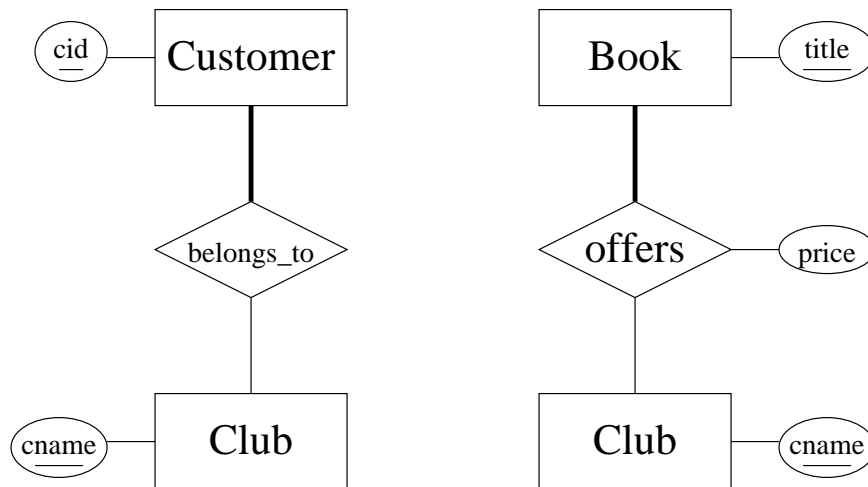 cid
Customer
Book
title
belongs_to
offers
price
cname
Club
Club
cname